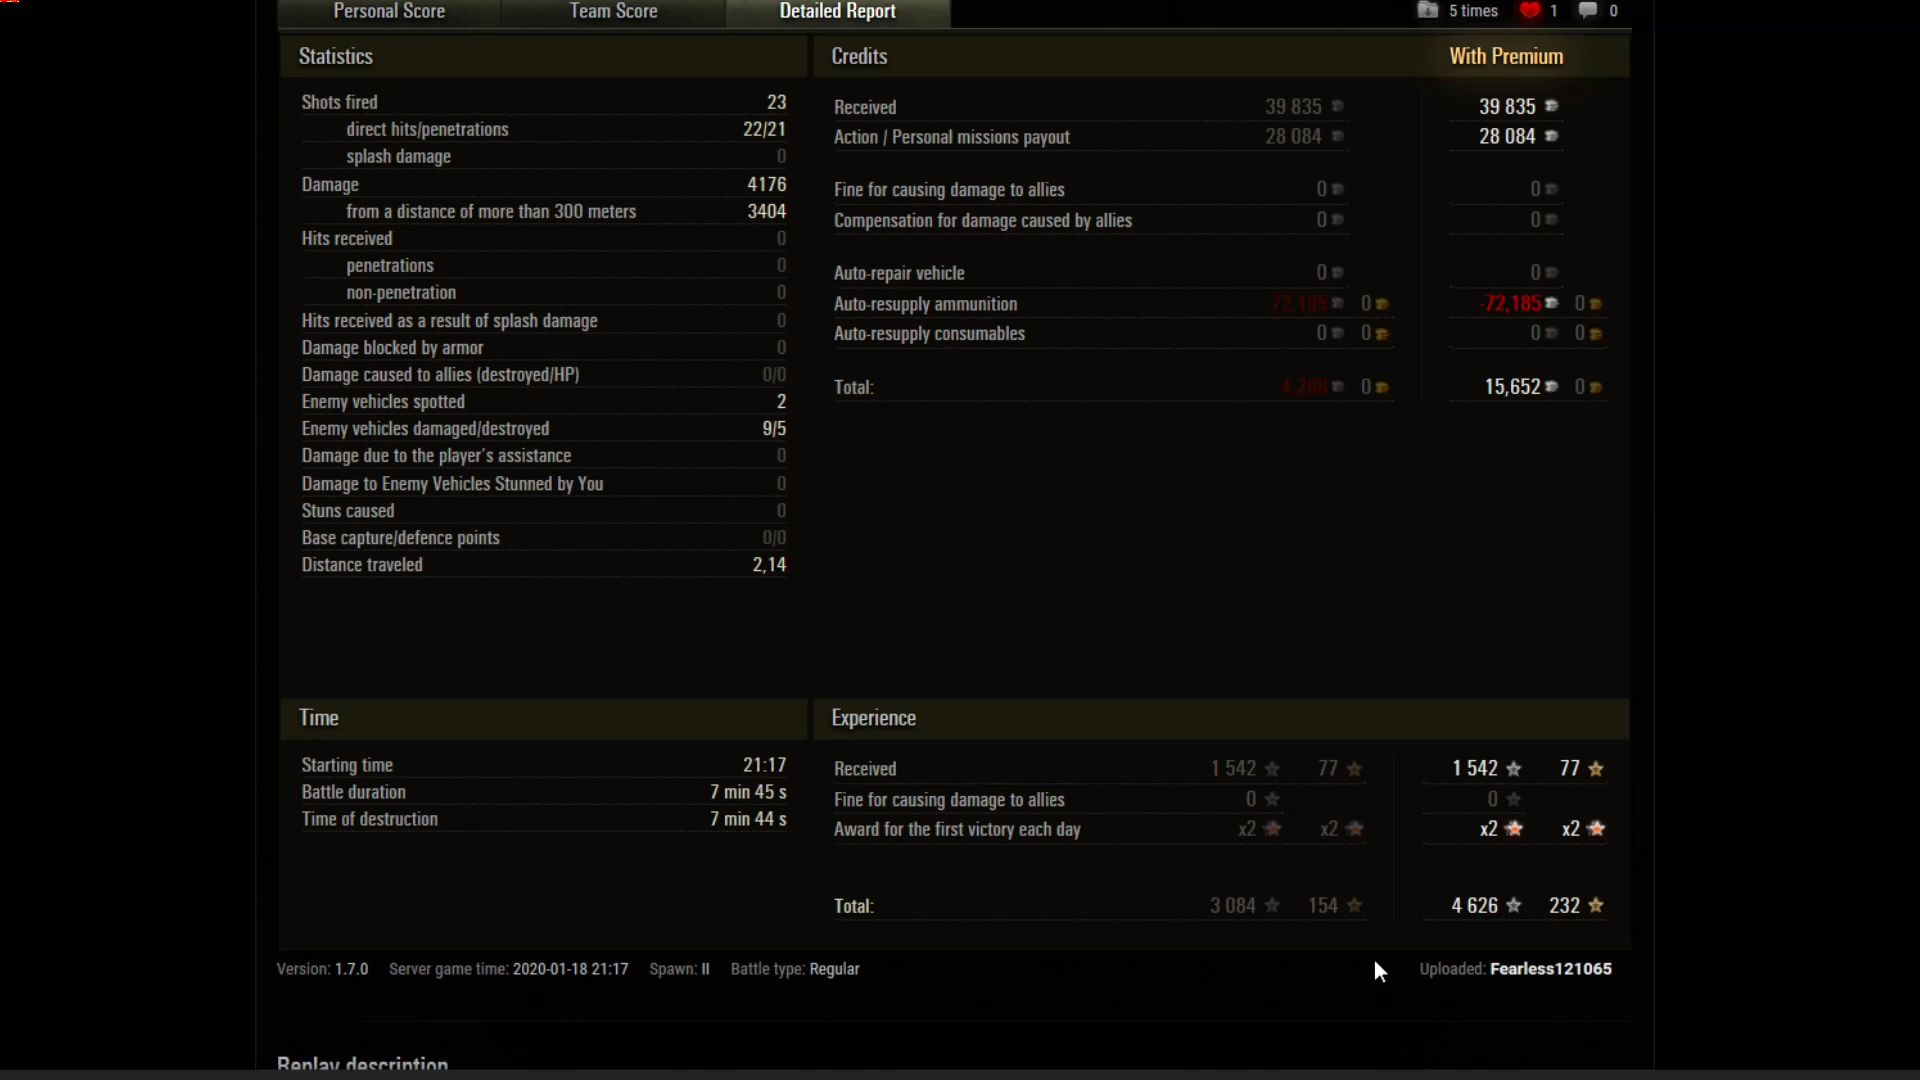 Personal Score Team Score Detailed Report 5 times 1 0
Statistics
Shots fired 23
direct hits/penetrations 22/21
splash damage 0
Damage 4176
from a distance of more than 300 meters 3404
Hits received 0
penetrations 0
non-penetration 0
Hits received as a result of splash damage 0
Damage blocked by armor 0
Damage caused to allies (destroyed/HP) 0/0
Enemy vehicles spotted 2
Enemy vehicles damaged/destroyed 9/5
Damage due to the player's assistance 0
Damage to Enemy Vehicles Stunned by You 0
Stuns caused 0
Base capture/defence points 0/0
Distance traveled 2,14
Credits With Premium
Received 39 835 39 835
Action / Personal missions payout 28 084 28 084
Fine for causing damage to allies 0 0
Compensation for damage caused by allies 0 0
Auto-repair vehicle 0 0
Auto-resupply ammunition -72,185 0 -72,185 0
Auto-resupply consumables 0 0 0 0
Total: 0 15,652 0
Time
Starting time 21:17
Battle duration 7 min 45 s
Time of destruction 7 min 44 s
Experience
Received 1 542 77 1 542 77
Fine for causing damage to allies 0 0
Award for the first victory each day x2 x2 x2 x2
Total: 3 084 154 4 626 232
Version: 1.7.0 Server game time: 2020-01-18 21:17 Spawn: II Battle type: Regular Uploaded: Fearless121065
Replay description